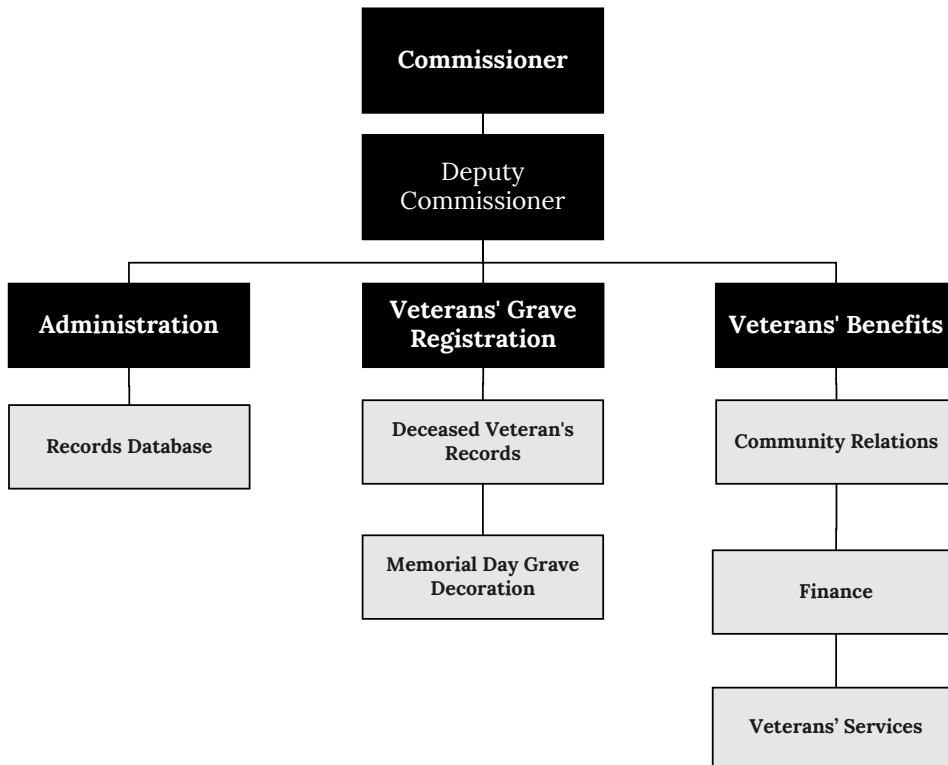 Commissioner
Deputy
Commissioner
Administration
Veterans' Grave
Registration
Veterans' Benefits
Records Database
Deceased Veteran's
Records
Community Relations
Memorial Day Grave
Decoration
Finance
Veterans’ Services